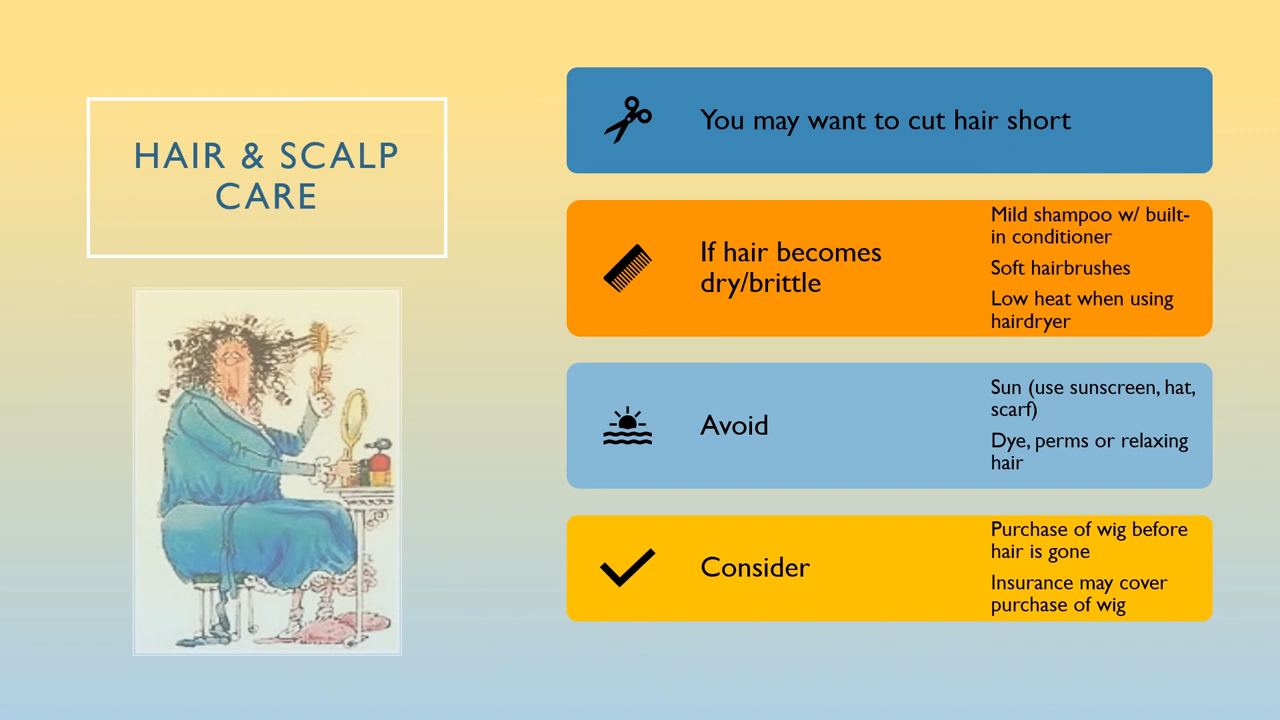 HAIR & SCALP
CARE
You may want to cut hair short
If hair becomes
dry/brittle
Mild shampoo w/ built-
in conditioner
Soft hairbrushes
Low heat when using
hairdryer
Avoid
Sun (use sunscreen, hat,
scarf)
Dye, perms or relaxing
hair
Consider
Purchase of wig before
hair is gone
Insurance may cover
purchase of wig